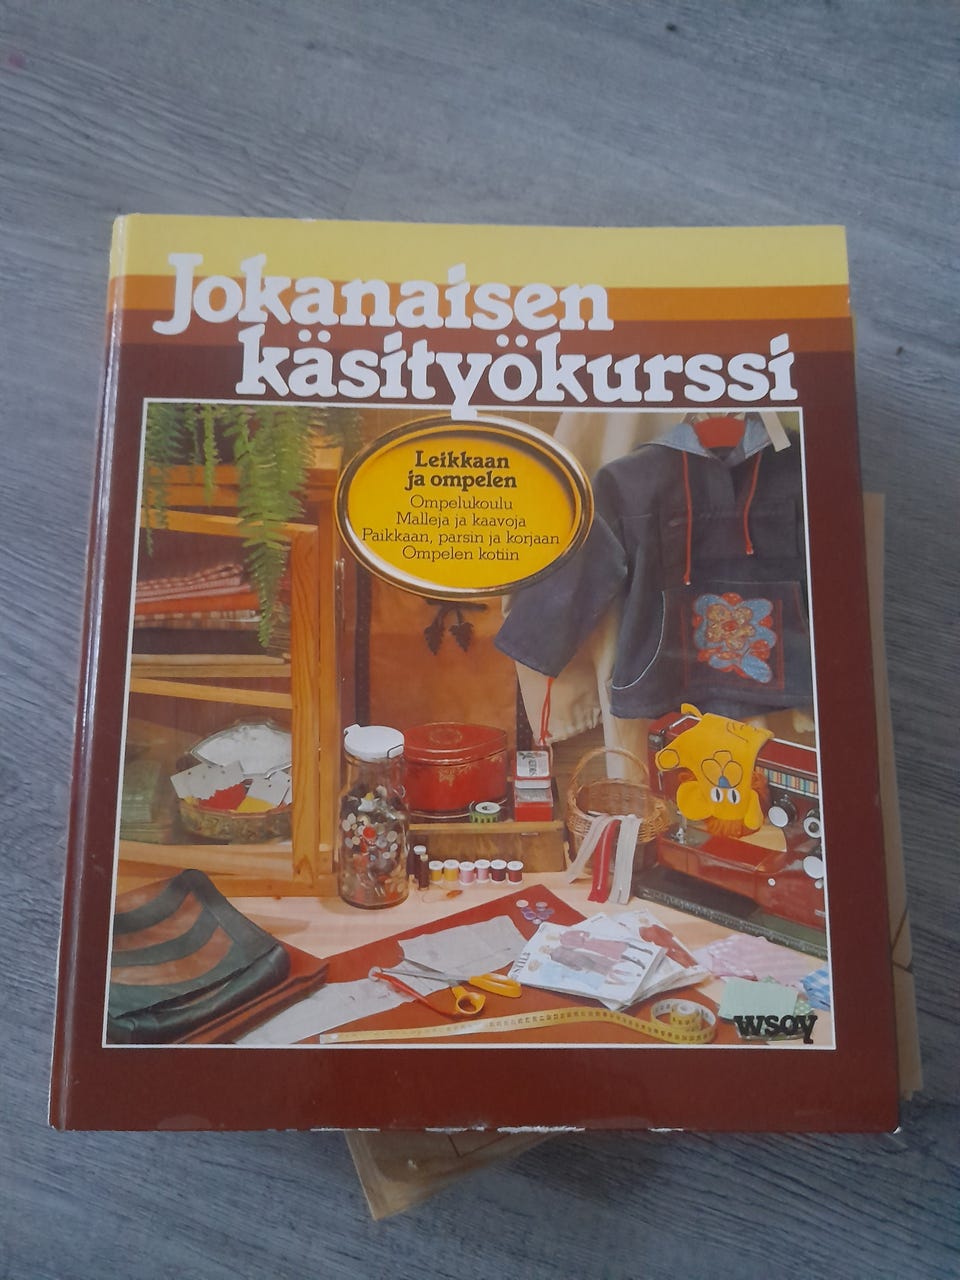 Jokanaisen
käsityökurssi
Leikkaan
ja ompelen
Ompelukoulu
Malleja ja kaavoja
Paikkaan, parsin ja korjaan
Ompelen kotiin
wsoy